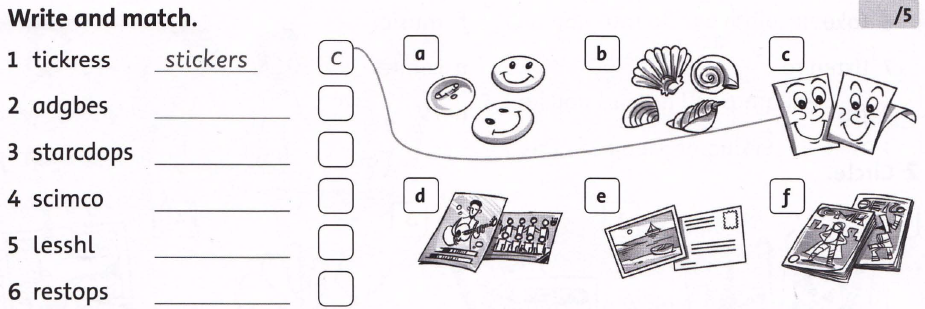 Write and match.
/5
1 tickress stickers c
2 adgbes
3 starcdops
4 scimco
5 lesshl
6 restops
a
b
c
d
e
f